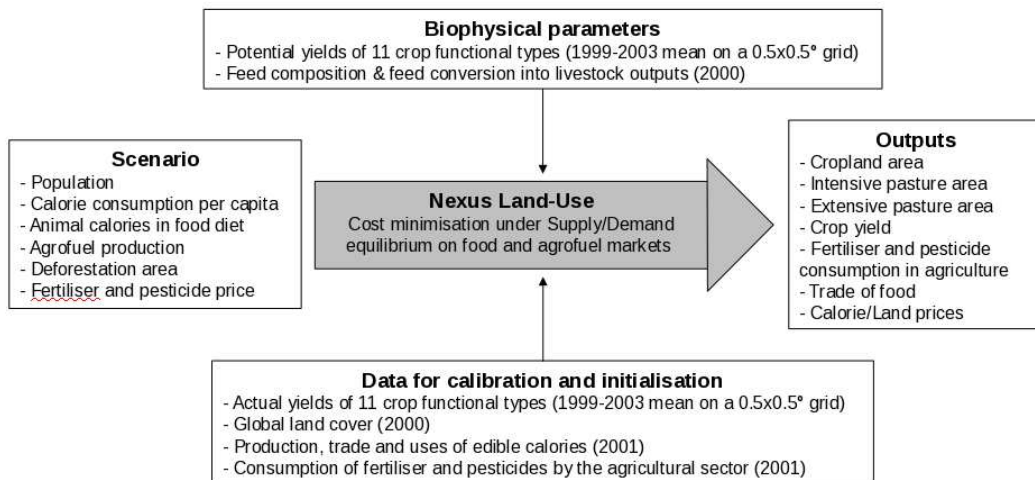 Biophysical parameters
- Potential yields of 11 crop functional types (1999-2003 mean on a 0.5x0.5° grid)
- Feed composition & feed conversion into livestock outputs (2000)
Scenario
- Population
- Calorie consumption per capita
- Animal calories in food diet
- Agrofuel production
- Deforestation area
- Fertiliser and pesticide price
Nexus Land-Use
Cost minimisation under Supply/Demand
equilibrium on food and agrofuel markets
Outputs
- Cropland area
- Intensive pasture area
- Extensive pasture area
- Crop yield
- Fertiliser and pesticide
consumption in agriculture
- Trade of food
- Calorie/Land prices
Data for calibration and initialisation
- Actual yields of 11 crop functional types (1999-2003 mean on a 0.5x0.5° grid)
- Global land cover (2000)
- Production, trade and uses of edible calories (2001)
- Consumption of fertiliser and pesticides by the agricultural sector (2001)